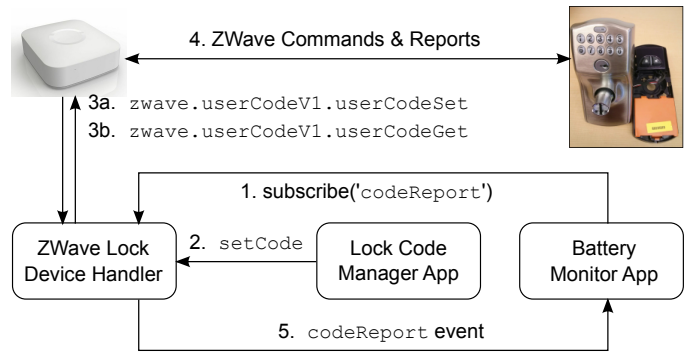 4. ZWave Commands & Reports
3a. zwave.userCodeV1.userCodeSet
3b. zwave.userCodeV1.userCodeGet
1. subscribe('codeReport')
ZWave Lock
Device Handler
2. setCode
Lock Code
Manager App
Battery
Monitor App
5. codeReport event